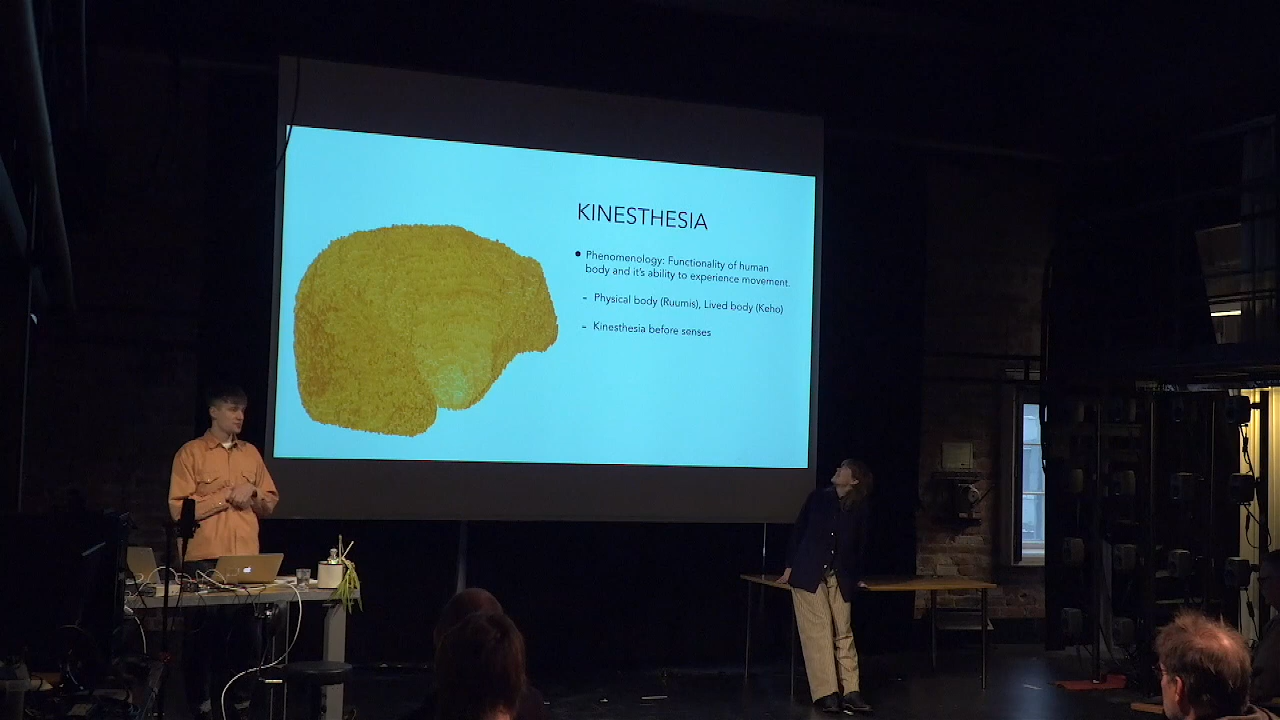 KINESTHESIA
• Phenomenology: Functionality of human
body and it's ability to experience movement.
- Physical body (Ruumis), Lived body (Keho)
- Kinesthesia before senses